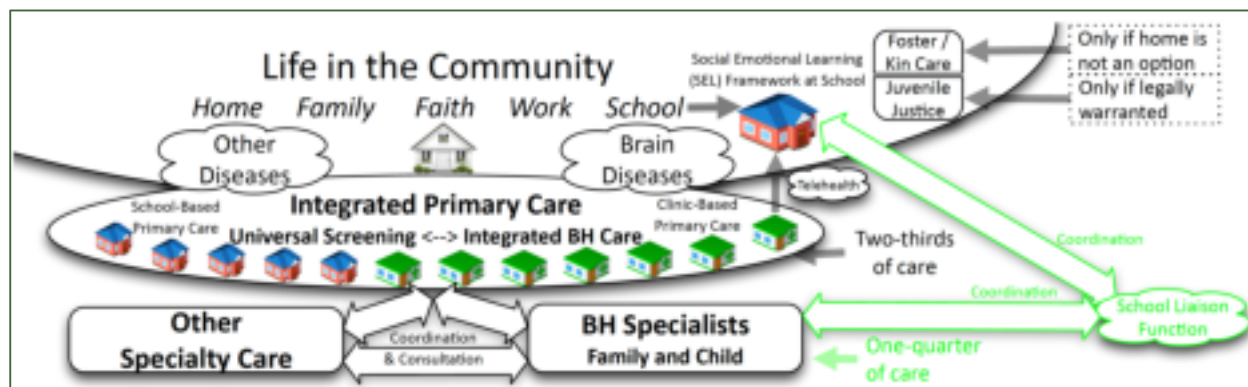 Life in the Community
Home Family Faith Work School
Social Emotional Learning
(SEL) Framework at School
Foster /
Kin Care
Juvenile
Justice
Only if home is
not an option
Only if legally
warranted
Other
Diseases
Brain
Diseases
Telehealth
School-Based
Primary Care
Integrated Primary Care
Clinic-Based
Primary Care
Universal Screening <--> Integrated BH Care
Two-thirds
of care
Coordination
Other
Specialty Care
Coordination
& Consultation
BH Specialists
Family and Child
Coordination
School Liaison
Function
One-quarter
of care